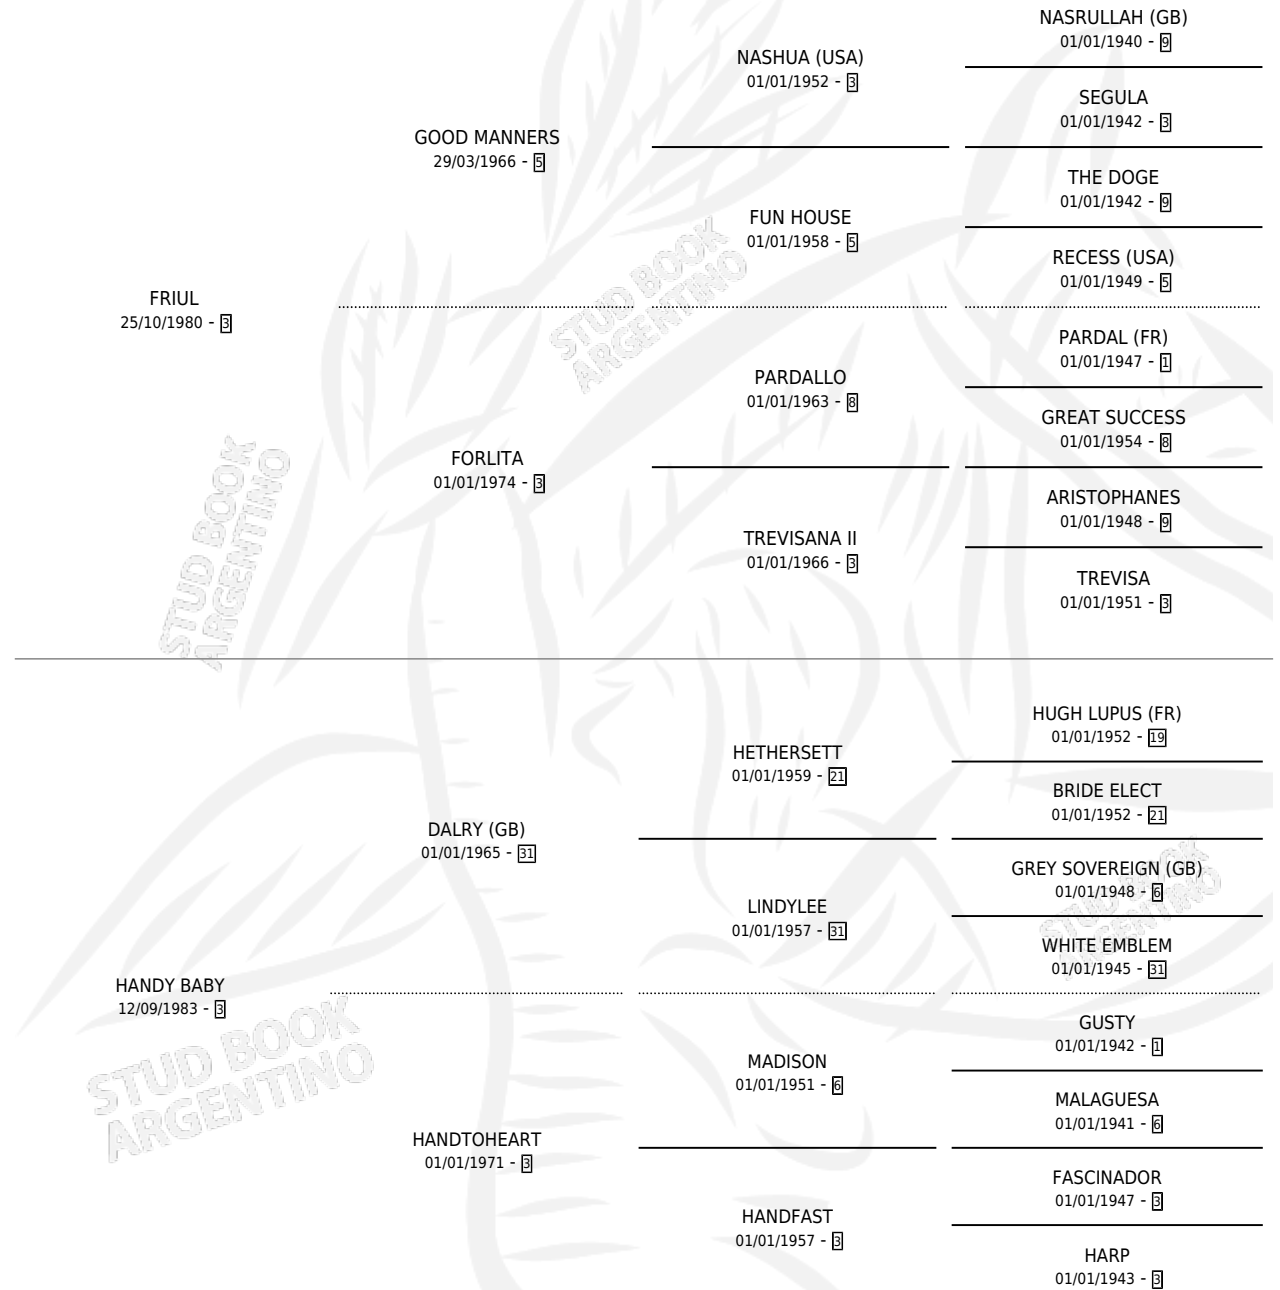 NASRULLAH (GB)
01/01/1940 - 9
NASHUA (USA)
01/01/1952 - 3
SEGULA
01/01/1942 - 3
GOOD MANNERS
29/03/1966 - 5
THE DOGE
01/01/1942 - 9
FUN HOUSE
01/01/1958 - 5
RECESS (USA)
01/01/1949 - 5
FRIUL
25/10/1980 - 3
PARDAL (FR)
01/01/1947 - 1
PARDALLO
01/01/1963 - 8
GREAT SUCCESS
01/01/1954 - 8
FORLITA
01/01/1974 - 3
ARISTOPHANES
01/01/1948 - 9
TREVISANA II
01/01/1966 - 3
TREVISA
01/01/1951 - 3
HUGH LUPUS (FR)
01/01/1952 - 19
HETHERSETT
01/01/1959 - 21
BRIDE ELECT
01/01/1952 - 21
DALRY (GB)
01/01/1965 - 31
GREY SOVEREIGN (GB)
01/01/1948 - 6
LINDYLEE
01/01/1957 - 31
WHITE EMBLEM
01/01/1945 - 31
HANDY BABY
12/09/1983 - 3
GUSTY
01/01/1942 - 1
MADISON
01/01/1951 - 6
MALAGUESA
01/01/1941 - 6
HANDTOHEART
01/01/1971 - 3
FASCINADOR
01/01/1947 - 3
HANDFAST
01/01/1957 - 3
HARP
01/01/1943 - 3
STUD BOOK
ARGENTINO
STUD BOOK
ARGENTINO
STUD BOOK
ARGENTINO
STUD BOOK
ARGENTINO